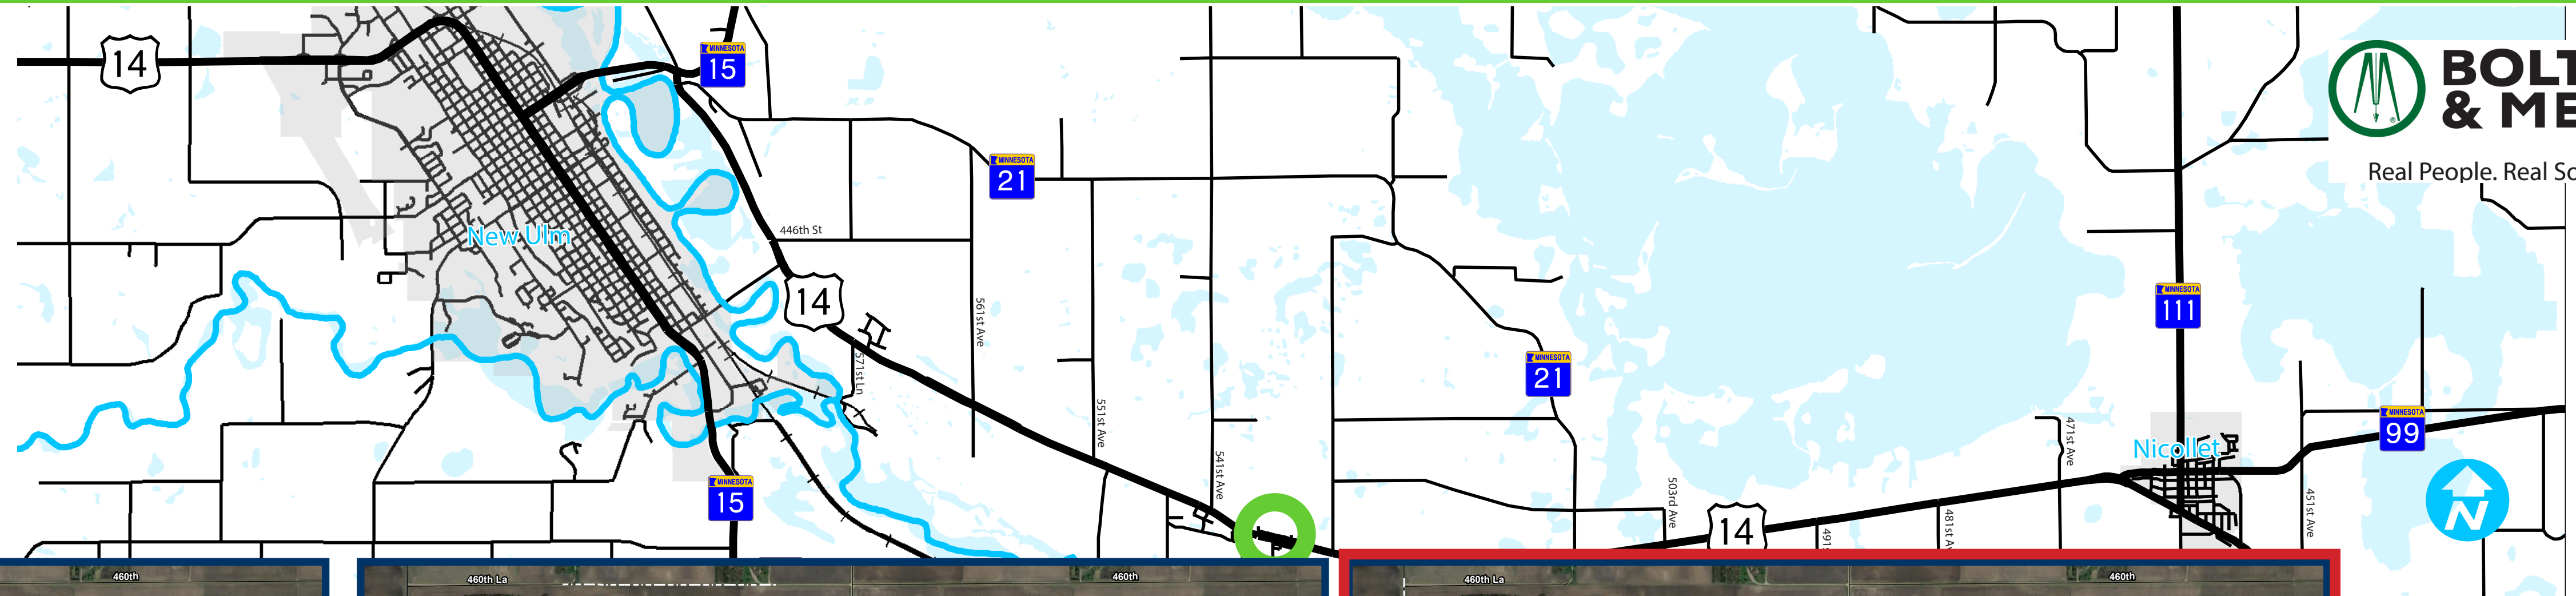 14
MINNESOTA
15
BOLT
& ME
Real People. Real So
MINNESOTA
21
446th St
New Ulm
14
561st Ave
MINNESOTA
111
571st Ln
MINNESOTA
21
551st Ave
MINNESOTA
99
471st Ave
Nicollet
541st Ave
MINNESOTA
15
503rd Ave
14
491s
481st A
451st Ave
N
460th
460th La
460th
460th La
460th